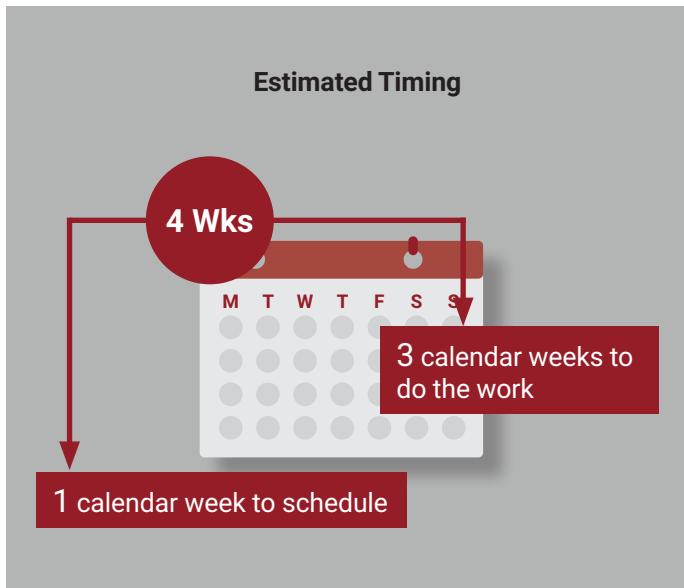 Estimated Timing
4 Wks
M T W T F S S
3 calendar weeks to
do the work
1 calendar week to schedule